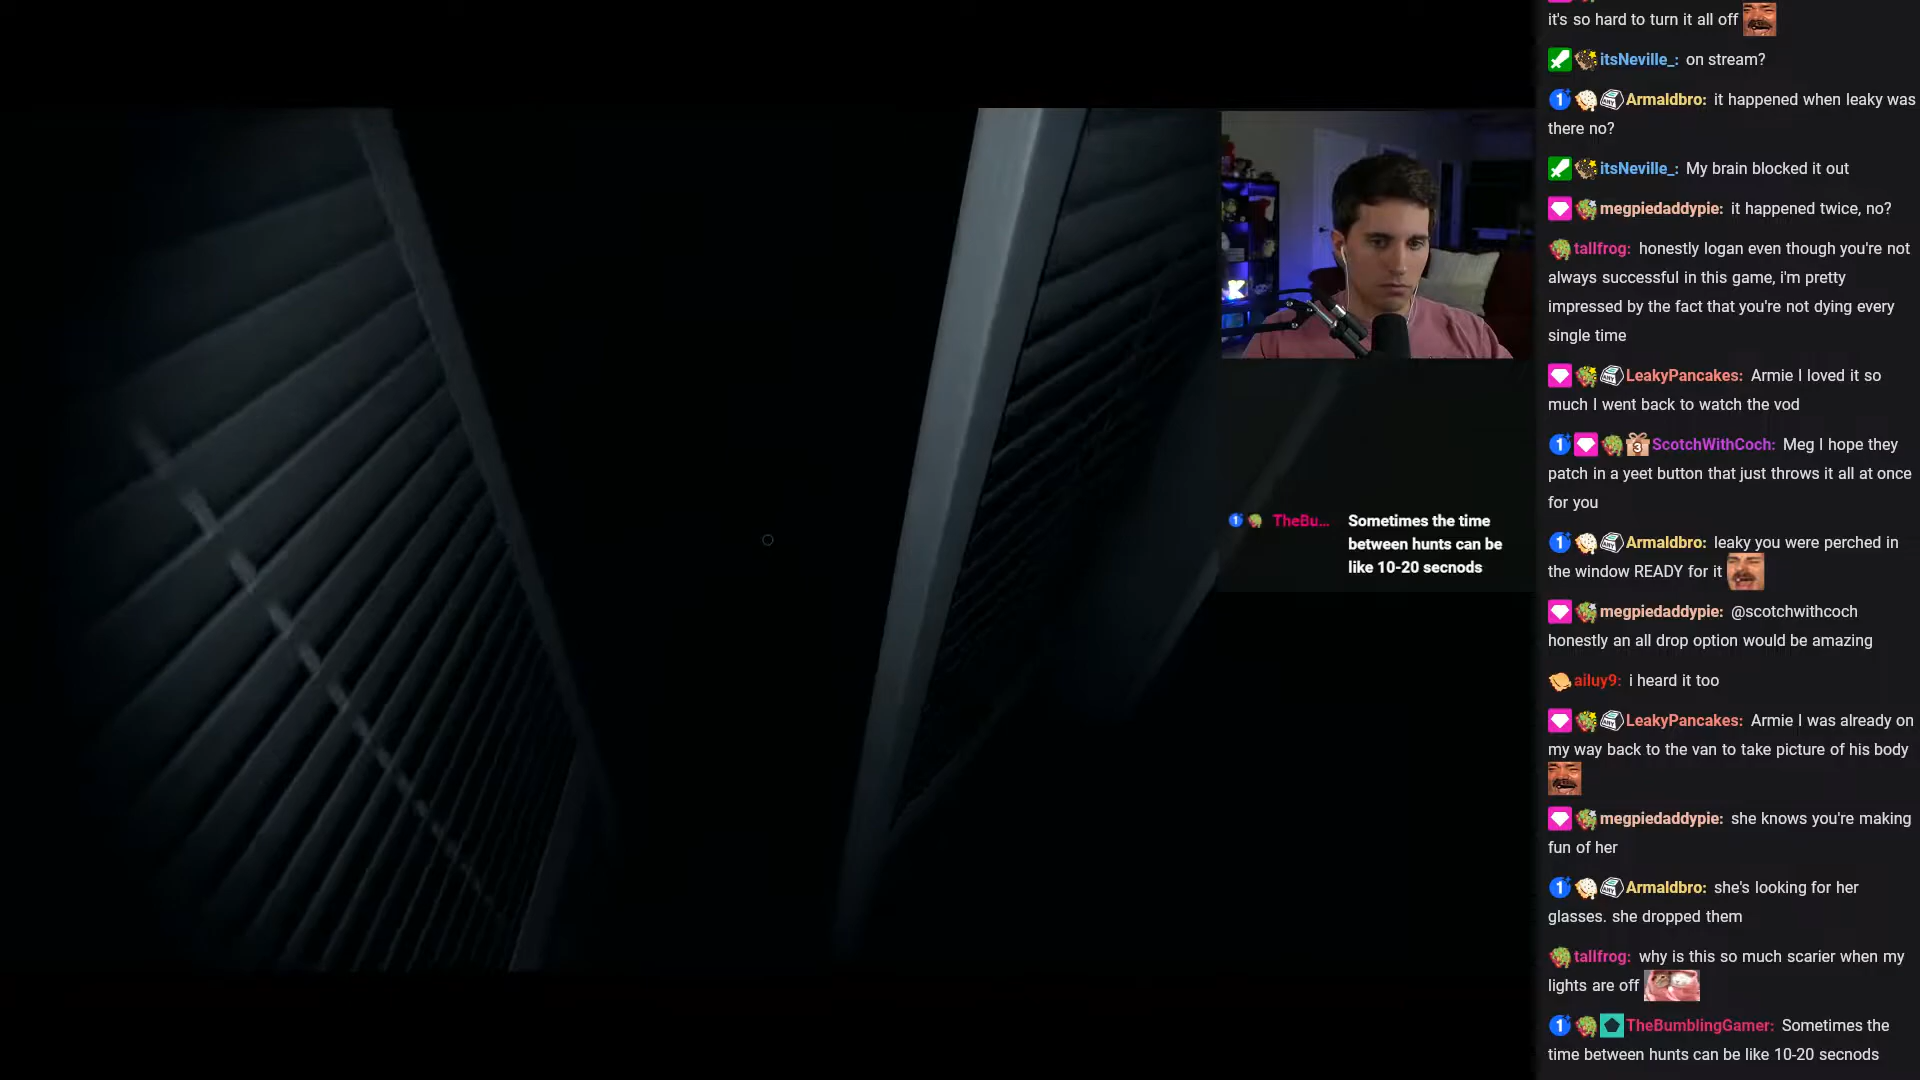 it's so hard to turn it all off
itsNeville_: on stream?
Armaldbro: it happened when leaky was
there no?
itsNeville_: My brain blocked it out
megpiedaddypie: it happened twice, no?
tallfrog: honestly logan even though you're not
always successful in this game, i'm pretty
impressed by the fact that you're not dying every
single time
LeakyPancakes: Armie I loved it so
much I went back to watch the vod
ScotchWithCoch: Meg I hope they
patch in a yeet button that just throws it all at once
for you
Armaldbro: leaky you were perched in
the window READY for it
megpiedaddypie: @scotchwithcoch
honestly an all drop option would be amazing
ailuy9: i heard it too
LeakyPancakes: Armie I was already on
my way back to the van to take picture of his body
megpiedaddypie: she knows you're making
fun of her
Armaldbro: she's looking for her
glasses. she dropped them
tallfrog: why is this so much scarier when my
lights are off
TheBumblingGamer: Sometimes the
time between hunts can be like 10-20 secnods
TheBu... Sometimes the time
between hunts can be
like 10-20 secnods